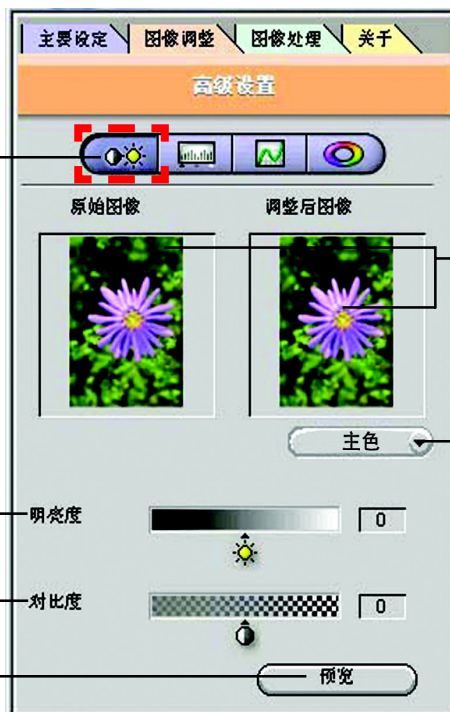 主要设定 图像调整 图像处理 关于
高级设置
原始图像 调整后图像
主色
明亮度 0
对比度 0
预览